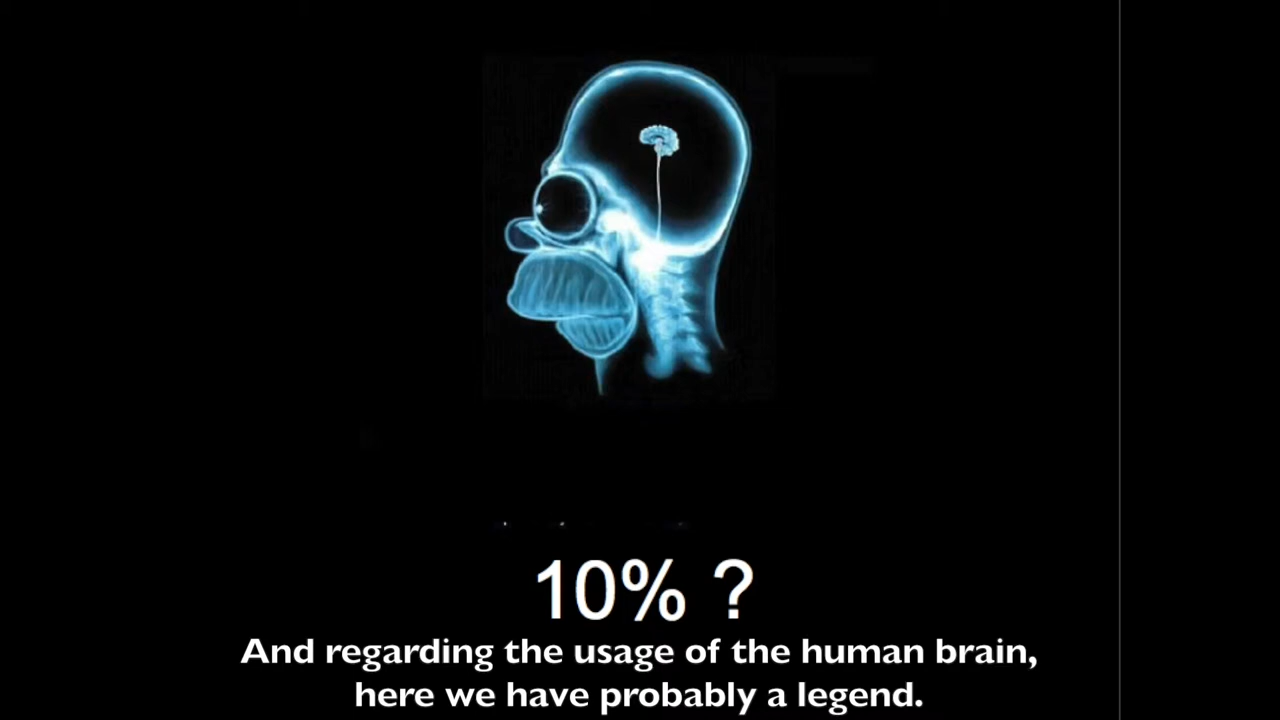 10% ?
And regarding the usage of the human brain,
here we have probably a legend.